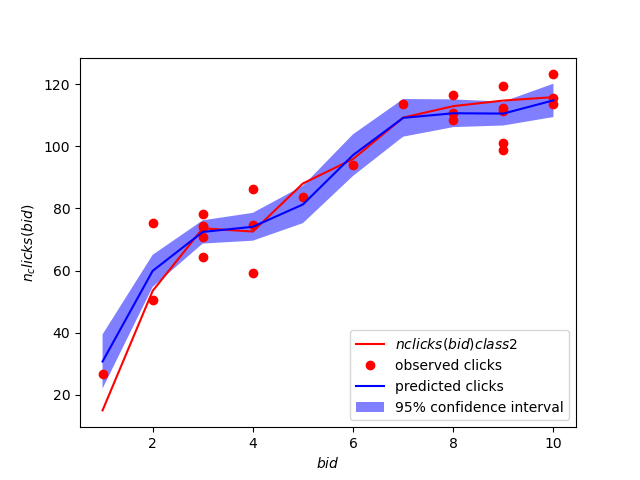 120
100
80
60
40
20
n_clicks(bid)
2
4
6
8
10
bid
nclicks(bid)class2
observed clicks
predicted clicks
95% confidence interval